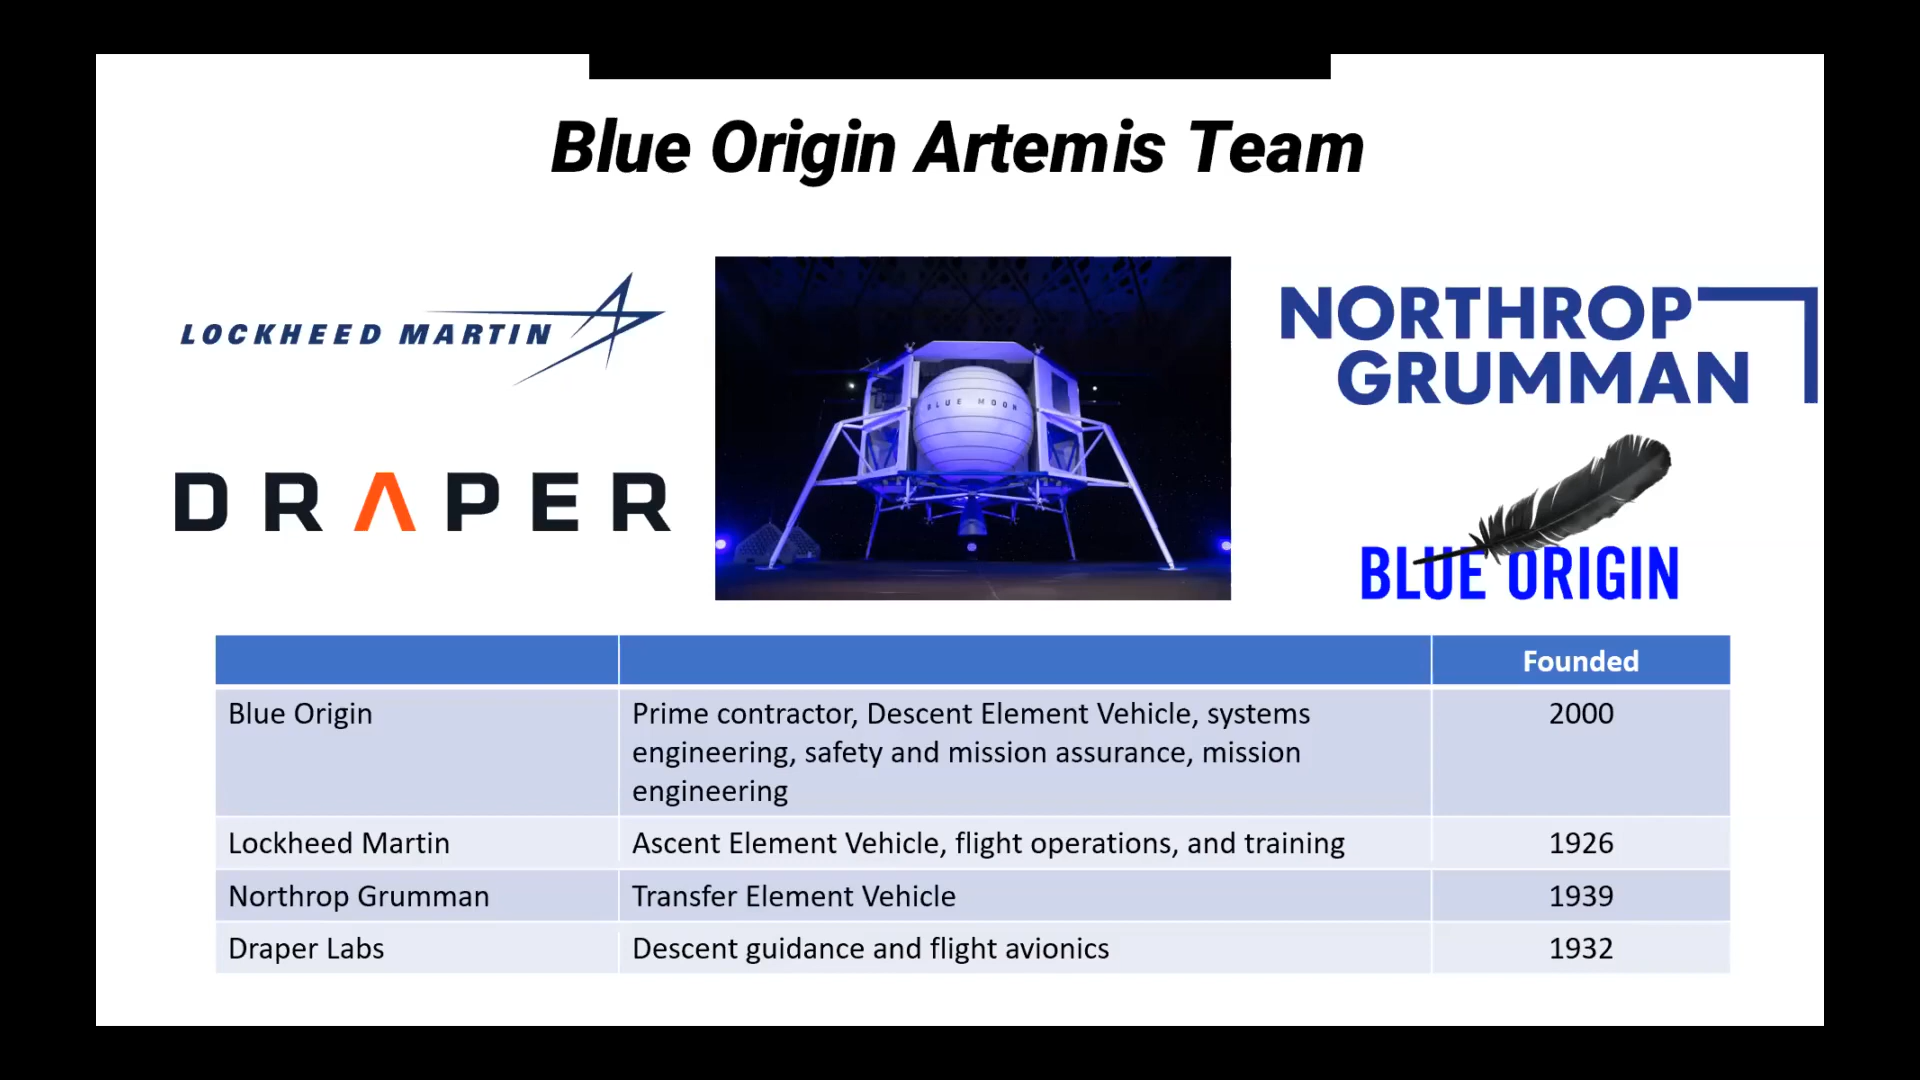 Blue Origin Artemis Team
LOCKHEED MARTIN
NORTHROP
GRUMMAN
BLUE MOON
DRAPER
BLUE ORIGIN
Founded
Blue Origin
Prime contractor, Descent Element Vehicle, systems
engineering, safety and mission assurance, mission
engineering
2000
Lockheed Martin
Ascent Element Vehicle, flight operations, and training
1926
Northrop Grumman
Transfer Element Vehicle
1939
Draper Labs
Descent guidance and flight avionics
1932